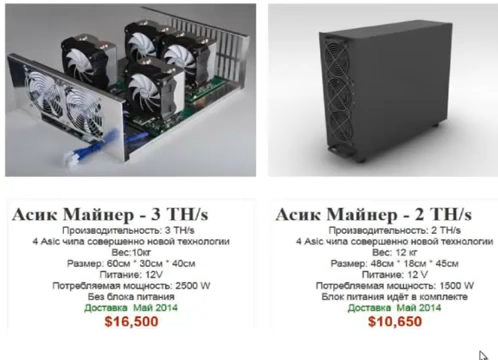 Асик Майнер - 3 TH/s
Производительность: 3 TH/s
4 Asic чипа совершенно новой технологии
Вес:10кг
Размер: 60см * 30см * 40см
Питание: 12V
Потребляемая мощность: 2500 W
Без блока питания
Доставка Май 2014
$16,500
Асик Майнер - 2 TH/s
Производительность: 2 TH/s
4 Asic чипа совершенно новой технологии
Вес: 12 кг
Размер: 48см * 18см * 45см
Питание: 12 V
Потребляемая мощность: 1500 W
Блок питания идёт в комплекте
Доставка Май 2014
$10,650